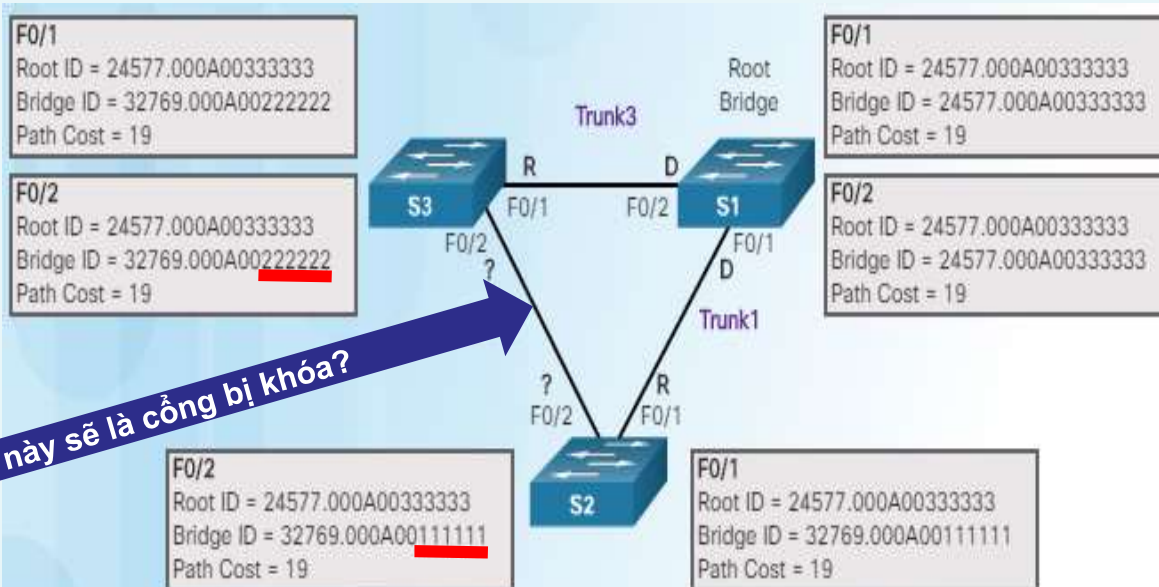 F0/1
Root ID = 24577.000A00333333
Bridge ID = 32769.000A00222222
Path Cost = 19
F0/1
Root ID = 24577.000A00333333
Bridge ID = 24577.000A00333333
Path Cost = 19
Root
Bridge
Trunk3
F0/2
Root ID = 24577.000A00333333
Bridge ID = 32769.000A00222222
Path Cost = 19
R
D
S3
F0/1
F0/2
S1
F0/2
Root ID = 24577.000A00333333
Bridge ID = 24577.000A00333333
Path Cost = 19
F0/2
?
F0/1
D
Trunk1
này sẽ là cổng bị khóa?
?
R
F0/2
F0/1
S2
F0/2
Root ID = 24577.000A00333333
Bridge ID = 32769.000A00111111
Path Cost = 19
F0/1
Root ID = 24577.000A00333333
Bridge ID = 32769.000A00111111
Path Cost = 19